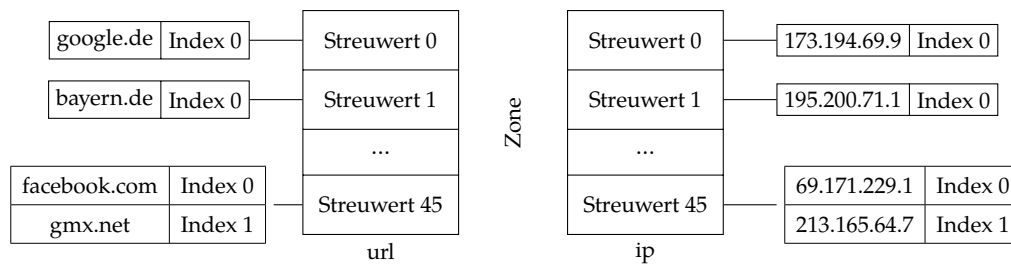 google.de Index 0 Streuwert 0 Streuwert 0 173.194.69.9 Index 0
bayern.de Index 0 Streuwert 1 Zone Streuwert 1 195.200.71.1 Index 0
... ...
facebook.com Index 0 Streuwert 45 Streuwert 45 69.171.229.1 Index 0
gmx.net Index 1 213.165.64.7 Index 1
url ip